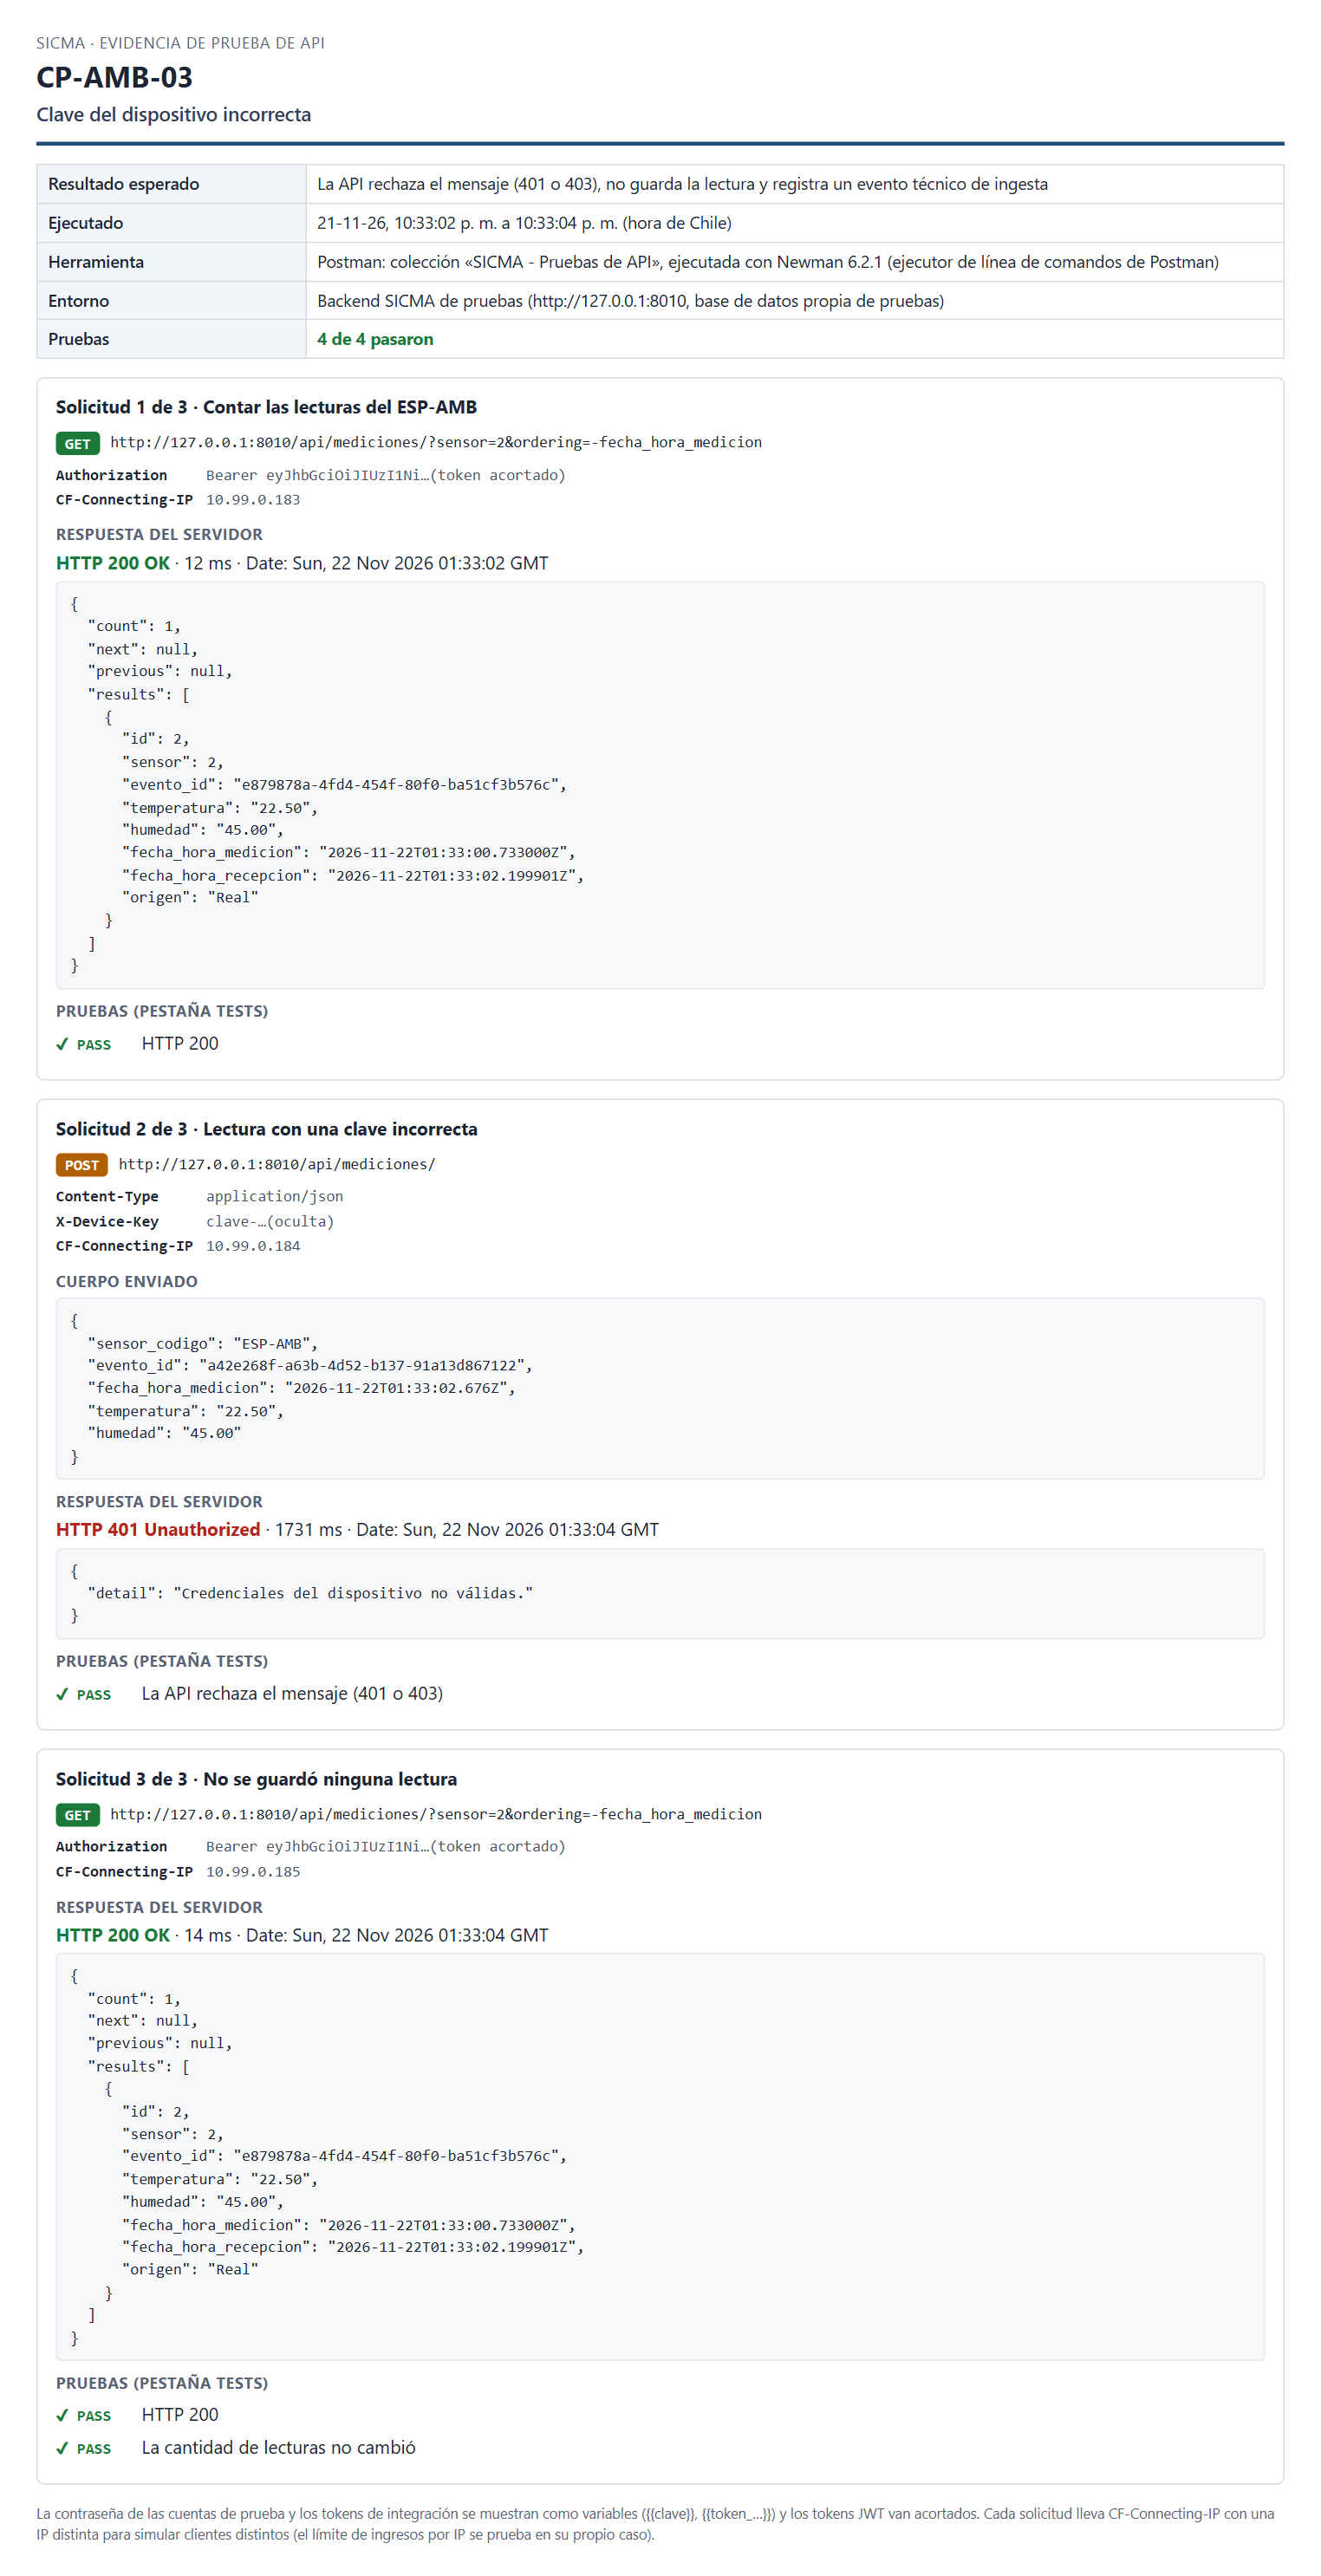 SICMA · EVIDENCIA DE PRUEBA DE API
CP-AMB-03
Clave del dispositivo incorrecta
Resultado esperado La API rechaza el mensaje (401 o 403), no guarda la lectura y registra un evento técnico de ingesta
Ejecutado 21-11-26, 10:33:02 p. m. a 10:33:04 p. m. (hora de Chile)
Herramienta Postman: colección «SICMA - Pruebas de API», ejecutada con Newman 6.2.1 (ejecutor de línea de comandos de Postman)
Entorno Backend SICMA de pruebas (http://127.0.0.1:8010, base de datos propia de pruebas)
Pruebas 4 de 4 pasaron
Solicitud 1 de 3 · Contar las lecturas del ESP-AMB
GET http://127.0.0.1:8010/api/mediciones/?sensor=2&ordering=-fecha_hora_medicion
Authorization Bearer eyJhbGciOiJIUzI1Ni…(token acortado)
CF-Connecting-IP 10.99.0.183
RESPUESTA DEL SERVIDOR
HTTP 200 OK · 12 ms · Date: Sun, 22 Nov 2026 01:33:02 GMT
{
  "count": 1,
  "next": null,
  "previous": null,
  "results": [
    {
      "id": 2,
      "sensor": 2,
      "evento_id": "e879878a-4fd4-454f-80f0-ba51cf3b576c",
      "temperatura": "22.50",
      "humedad": "45.00",
      "fecha_hora_medicion": "2026-11-22T01:33:00.733000Z",
      "fecha_hora_recepcion": "2026-11-22T01:33:02.199901Z",
      "origen": "Real"
    }
  ]
}
PRUEBAS (PESTAÑA TESTS)
✓ PASS HTTP 200
Solicitud 2 de 3 · Lectura con una clave incorrecta
POST http://127.0.0.1:8010/api/mediciones/
Content-Type application/json
X-Device-Key clave-…(oculta)
CF-Connecting-IP 10.99.0.184
CUERPO ENVIADO
{
  "sensor_codigo": "ESP-AMB",
  "evento_id": "a42e268f-a63b-4d52-b137-91a13d867122",
  "fecha_hora_medicion": "2026-11-22T01:33:02.676Z",
  "temperatura": "22.50",
  "humedad": "45.00"
}
RESPUESTA DEL SERVIDOR
HTTP 401 Unauthorized · 1731 ms · Date: Sun, 22 Nov 2026 01:33:04 GMT
{
  "detail": "Credenciales del dispositivo no válidas."
}
PRUEBAS (PESTAÑA TESTS)
✓ PASS La API rechaza el mensaje (401 o 403)
Solicitud 3 de 3 · No se guardó ninguna lectura
GET http://127.0.0.1:8010/api/mediciones/?sensor=2&ordering=-fecha_hora_medicion
Authorization Bearer eyJhbGciOiJIUzI1Ni…(token acortado)
CF-Connecting-IP 10.99.0.185
RESPUESTA DEL SERVIDOR
HTTP 200 OK · 14 ms · Date: Sun, 22 Nov 2026 01:33:04 GMT
{
  "count": 1,
  "next": null,
  "previous": null,
  "results": [
    {
      "id": 2,
      "sensor": 2,
      "evento_id": "e879878a-4fd4-454f-80f0-ba51cf3b576c",
      "temperatura": "22.50",
      "humedad": "45.00",
      "fecha_hora_medicion": "2026-11-22T01:33:00.733000Z",
      "fecha_hora_recepcion": "2026-11-22T01:33:02.199901Z",
      "origen": "Real"
    }
  ]
}
PRUEBAS (PESTAÑA TESTS)
✓ PASS HTTP 200
✓ PASS La cantidad de lecturas no cambió
La contraseña de las cuentas de prueba y los tokens de integración se muestran como variables ({{clave}}, {{token_…}}) y los tokens JWT van acortados. Cada solicitud lleva CF-Connecting-IP con una
IP distinta para simular clientes distintos (el límite de ingresos por IP se prueba en su propio caso).